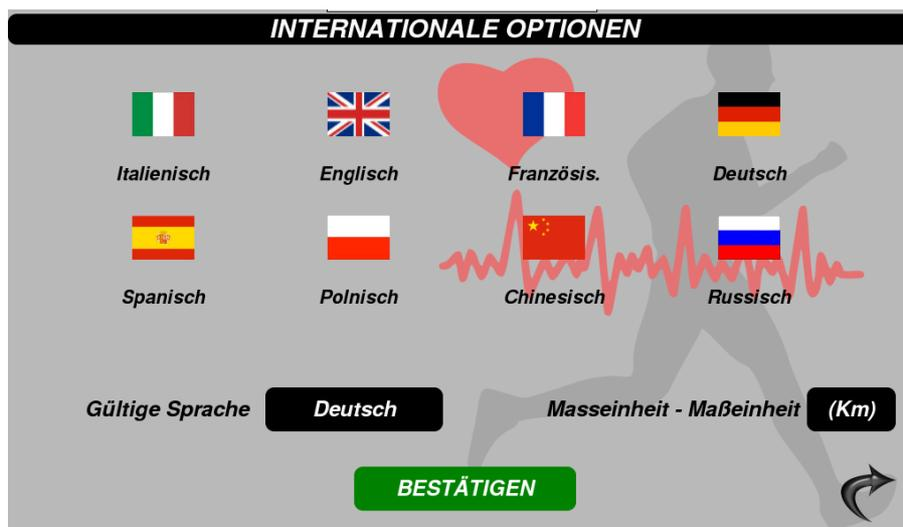 INTERNATIONALE OPTIONEN
Italienisch Englisch Französis. Deutsch
Spanisch Polnisch Chinesisch Russisch
Gültige Sprache Deutsch Masseinheit - Maßeinheit (Km)
BESTÄTIGEN